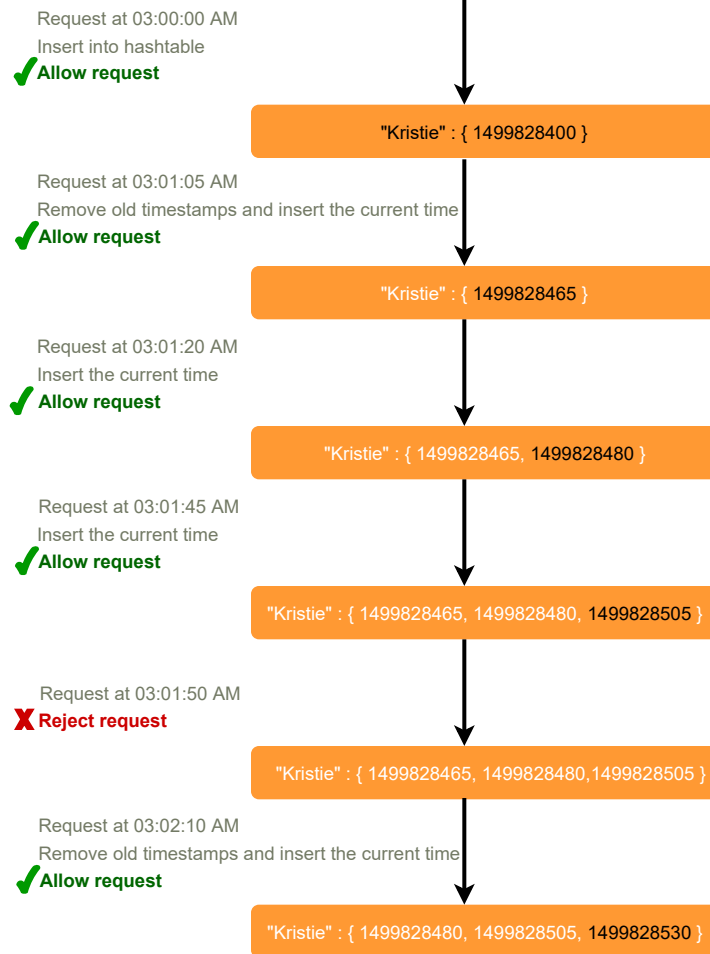 Request at 03:00:00 AM
Insert into hashtable
Allow request
"Kristie" : { 1499828400 }
Request at 03:01:05 AM
Remove old timestamps and insert the current time
Allow request
"Kristie" : { 1499828465 }
Request at 03:01:20 AM
Insert the current time
Allow request
"Kristie" : { 1499828465, 1499828480 }
Request at 03:01:45 AM
Insert the current time
Allow request
"Kristie" : { 1499828465, 1499828480, 1499828505 }
Request at 03:01:50 AM
Reject request
"Kristie" : { 1499828465, 1499828480,1499828505 }
Request at 03:02:10 AM
Remove old timestamps and insert the current time
Allow request
"Kristie" : { 1499828480, 1499828505, 1499828530 }